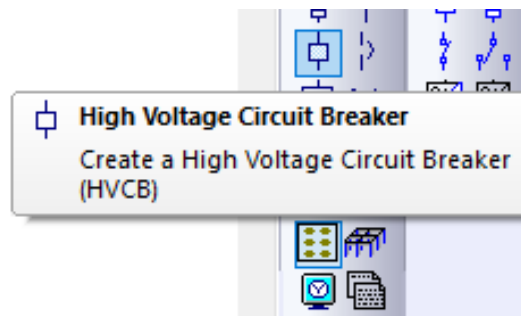 High Voltage Circuit Breaker
Create a High Voltage Circuit Breaker
(HVCB)